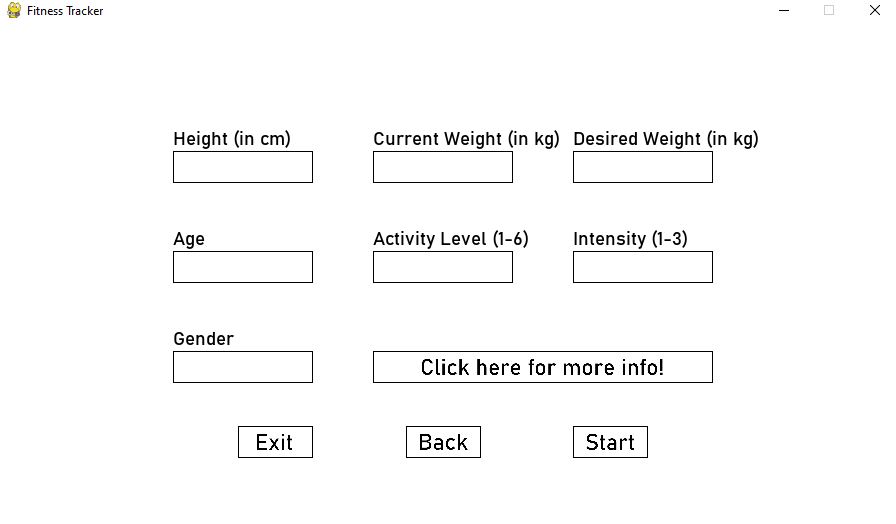 Fitness Tracker
Height (in cm) Current Weight (in kg) Desired Weight (in kg)
Age Activity Level (1-6) Intensity (1-3)
Gender
Click here for more info!
Exit Back Start